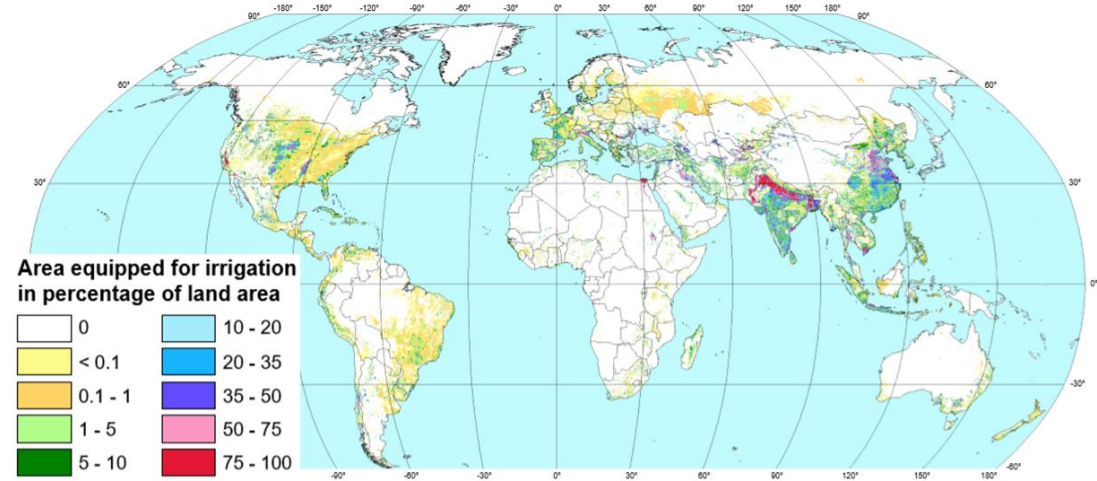 -180° -150° -120° -90° -60° -30° 0° 30° 60° 90° 120° 150° 180°
90° 90°
60° 60°
30° 30°
0°
-30°
Area equipped for irrigation
in percentage of land area
0 10 - 20
< 0.1 20 - 35
0.1 - 1 35 - 50
1 - 5 50 - 75
5 - 10 75 - 100
-60°
-90° -60° -30° 0° 30° 60° 90° 120° 150° 180°